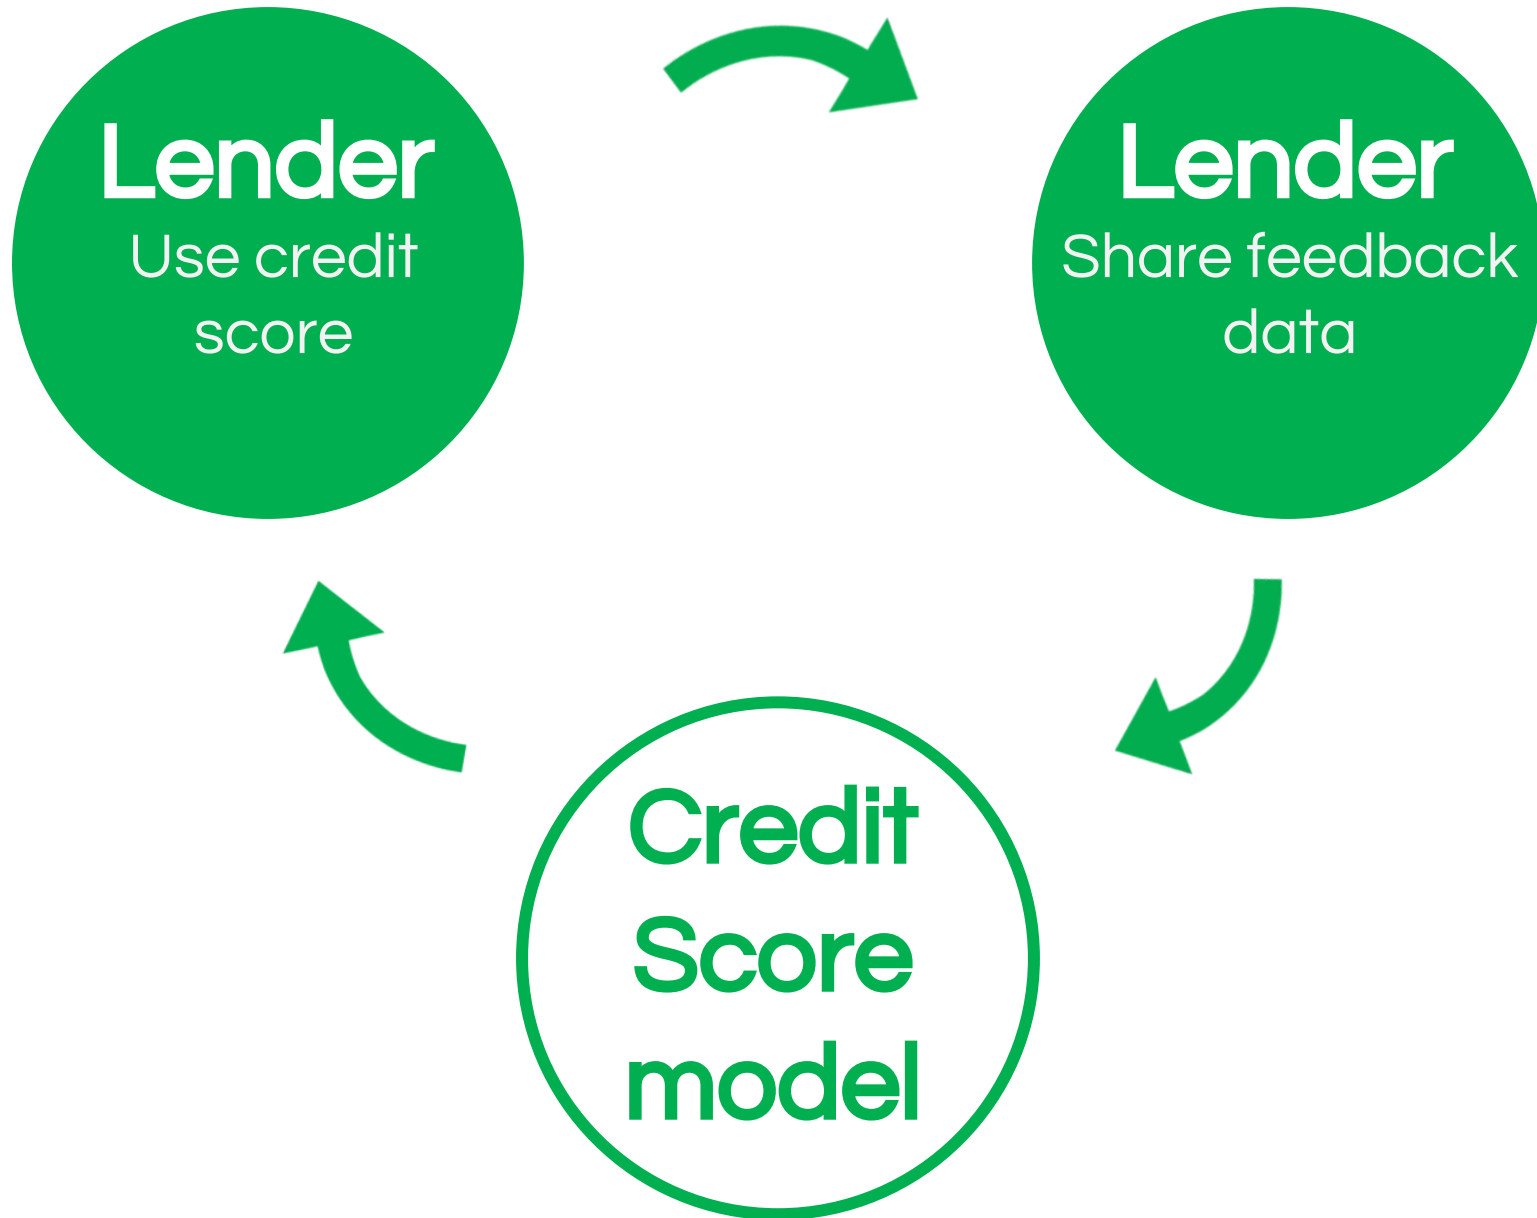 Lender
Use credit
score
Lender
Share feedback
data
Credit
Score
model